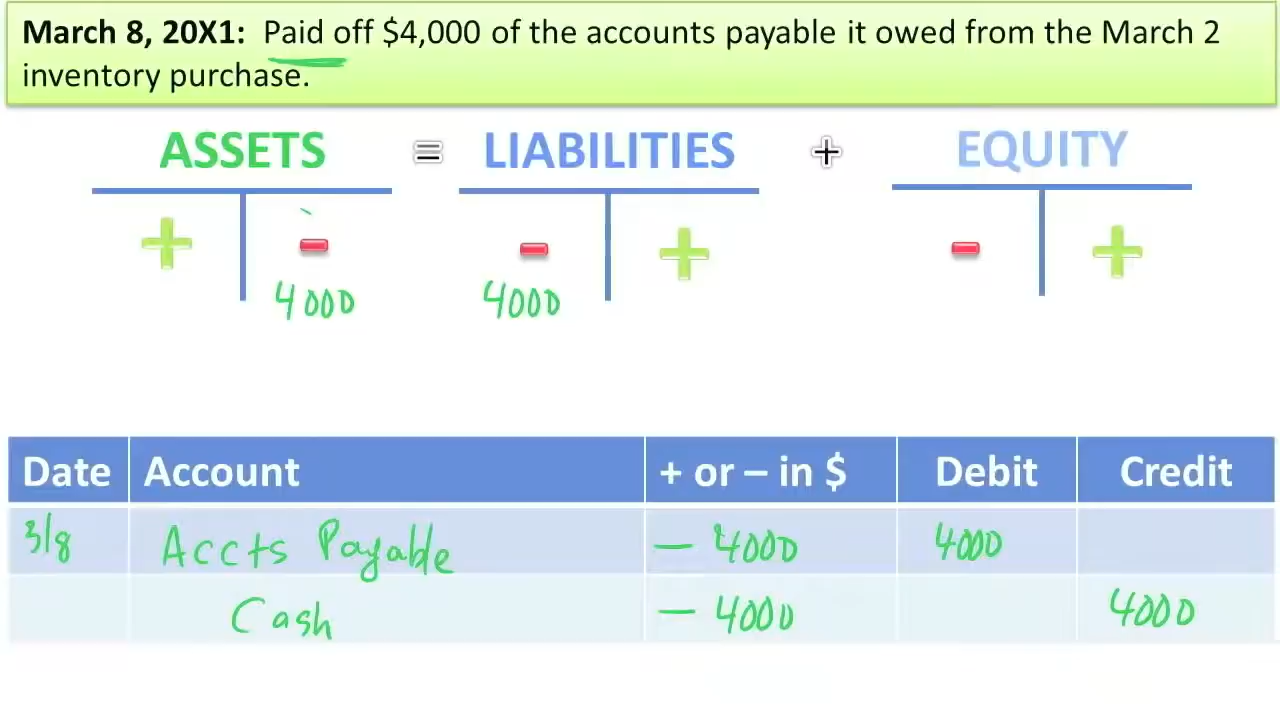 March 8, 20X1: Paid off $4,000 of the accounts payable it owed from the March 2
inventory purchase.
ASSETS = LIABILITIES + EQUITY
+ - - + - +
4000 4000
Date Account + or – in $ Debit Credit
3/8 Accts Payable — 4000 4000
Cash — 4000 4000